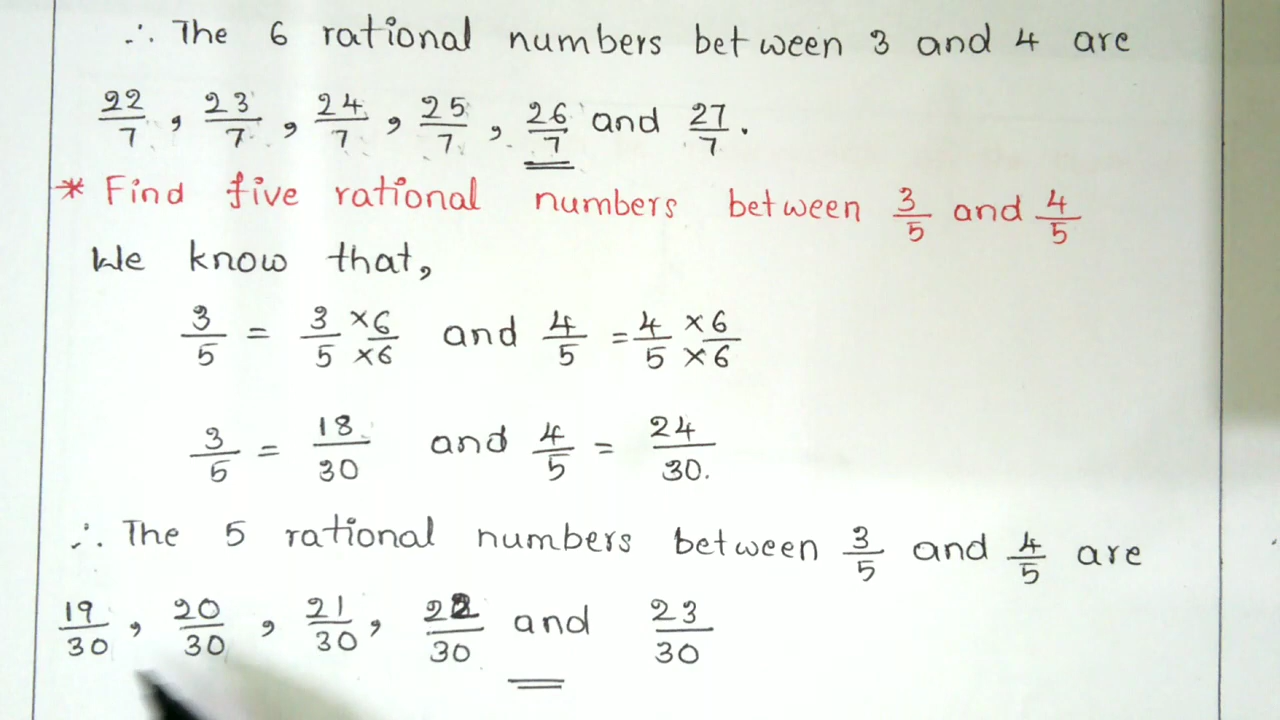 ∴ The 6 rational numbers between 3 and 4 are
22/7, 23/7, 24/7, 25/7, 26/7 and 27/7.
* Find five rational numbers between 3/5 and 4/5
We know that,
3/5 = 3/5 ×6/×6 and 4/5 = 4/5 ×6/×6
3/5 = 18/30 and 4/5 = 24/30.
∴ The 5 rational numbers between 3/5 and 4/5 are
19/30, 20/30, 21/30, 22/30 and 23/30